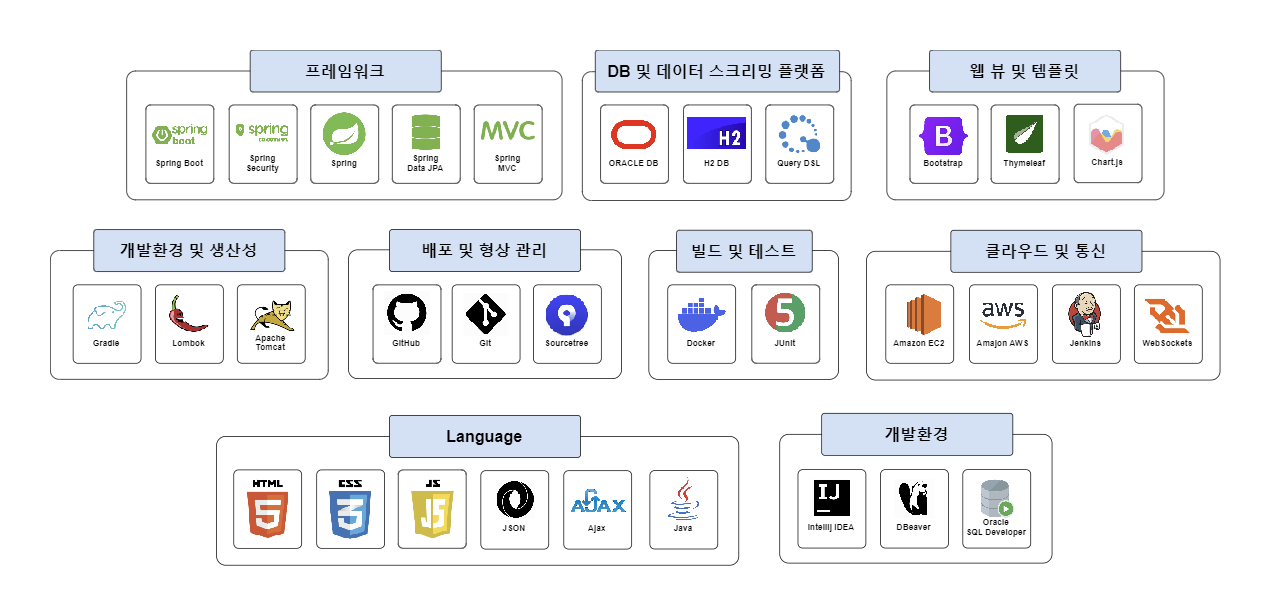 프레임워크
spring boot
Spring Boot
spring
Spring
Security
Spring
Spring
Data JPA
MVC
Spring
MVC
DB 및 데이터 스크리밍 플랫폼
ORACLE DB
H2
H2 DB
Query DSL
웹 뷰 및 템플릿
B
Bootstrap
Thymeleaf
Chart.js
개발환경 및 생산성
Gradle
Lombok
Apache
Tomcat
배포 및 형상 관리
GitHub
Git
Sourcetree
빌드 및 테스트
Docker
5
JUnit
클라우드 및 통신
Amazon EC2
aws
Amajon AWS
Jenkins
WebSockets
Language
HTML
5
CSS
3
JS
JS
JSON
AJAX
Ajax
Java
개발환경
IJ
Intellij IDEA
DBeaver
Oracle
SQL Developer